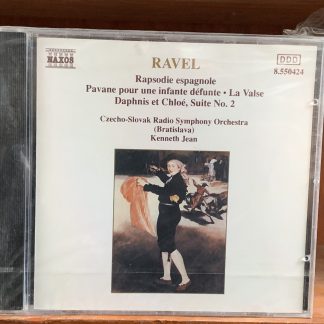 NAXOS
DDD
8.550424
RAVEL
Rapsodie espagnole
Pavane pour une infante défunte • La Valse
Daphnis et Chloé, Suite No. 2
Czecho-Slovak Radio Symphony Orchestra
(Bratislava)
Kenneth Jean